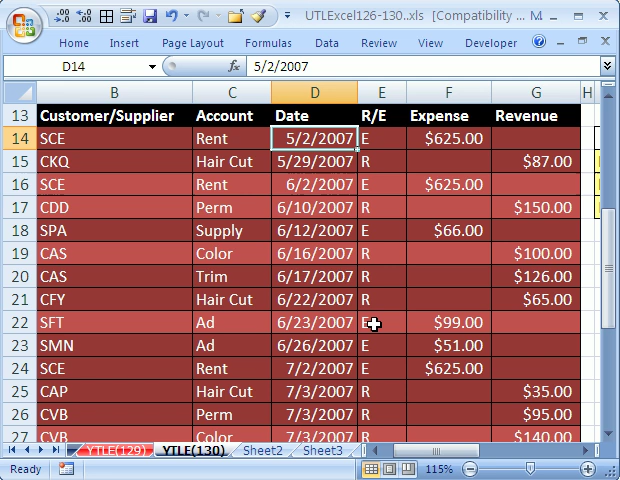 UTLExcel126-130..xls [Compatibility M
Home Insert Page Layout Formulas Data View Developer
D14 fx 5/2/2007
B C D E F G H
13 Customer/Supplier Account Date R/E Expense Revenue
14 SCE Rent 5/2/2007 E $625.00
15 CKQ Hair Cut 5/29/2007 R $87.00
16 SCE Rent 6/2/2007 E $625.00
17 CDD Perm 6/10/2007 R $150.00
18 SPA Supply 6/12/2007 E $66.00
19 CAS Color 6/16/2007 R $100.00
20 CAS Trim 6/17/2007 R $126.00
21 CFY Hair Cut 6/22/2007 R $65.00
22 SFT Ad 6/23/2007 E $99.00
23 SMN Ad 6/26/2007 E $51.00
24 SCE Rent 7/2/2007 E $625.00
25 CAP Hair Cut 7/3/2007 R $35.00
26 CVB Perm 7/3/2007 R $95.00
27 CVB Color 7/3/2007 R $140.00
YTLE(129) YTLE(130) Sheet2 Sheet3
Ready 115%